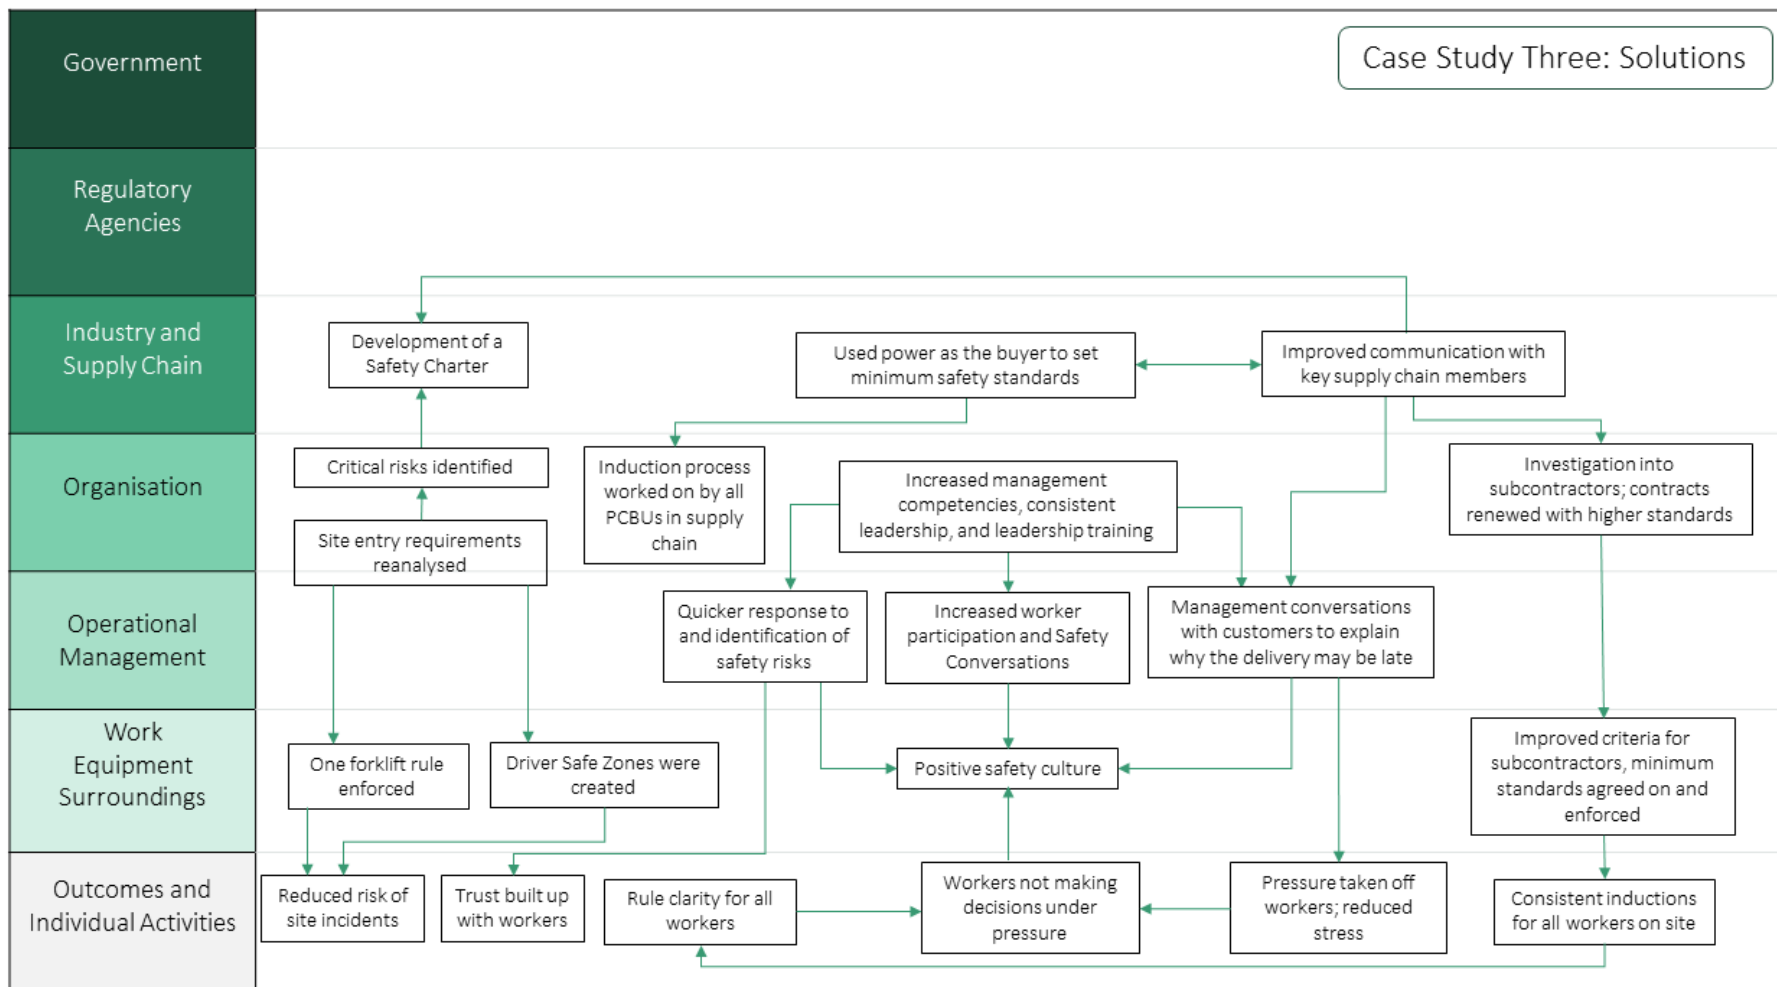 Government
Case Study Three: Solutions
Regulatory
Agencies
Industry and
Supply Chain
Development of a
Safety Charter
Used power as the buyer to set
minimum safety standards
Improved communication with
key supply chain members
Organisation
Critical risks identified
Site entry requirements
reanalysed
Induction process
worked on by all
PCBUs in supply
chain
Increased management
competencies, consistent
leadership, and leadership training
Investigation into
subcontractors; contracts
renewed with higher standards
Operational
Management
Quicker response to
and identification of
safety risks
Increased worker
participation and Safety
Conversations
Management conversations
with customers to explain
why the delivery may be late
Work
Equipment
Surroundings
One forklift rule
enforced
Driver Safe Zones were
created
Positive safety culture
Improved criteria for
subcontractors, minimum
standards agreed on and
enforced
Outcomes and
Individual Activities
Reduced risk of
site incidents
Trust built up
with workers
Rule clarity for all
workers
Workers not making
decisions under
pressure
Pressure taken off
workers; reduced
stress
Consistent inductions
for all workers on site